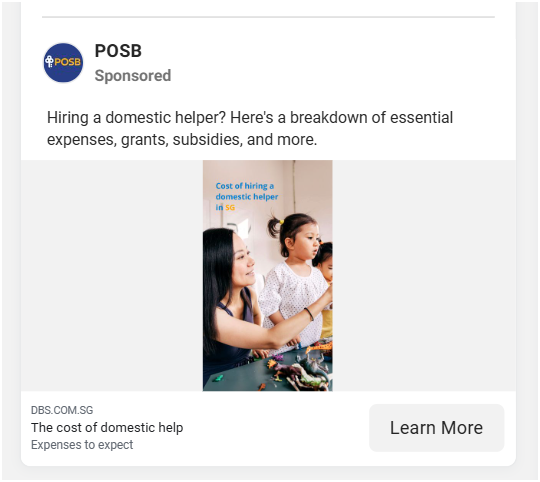 POSB
POSB
Sponsored
Hiring a domestic helper? Here's a breakdown of essential
expenses, grants, subsidies, and more.
Cost of hiring a
domestic helper
in SG
DBS.COM.SG
The cost of domestic help
Expenses to expect
Learn More